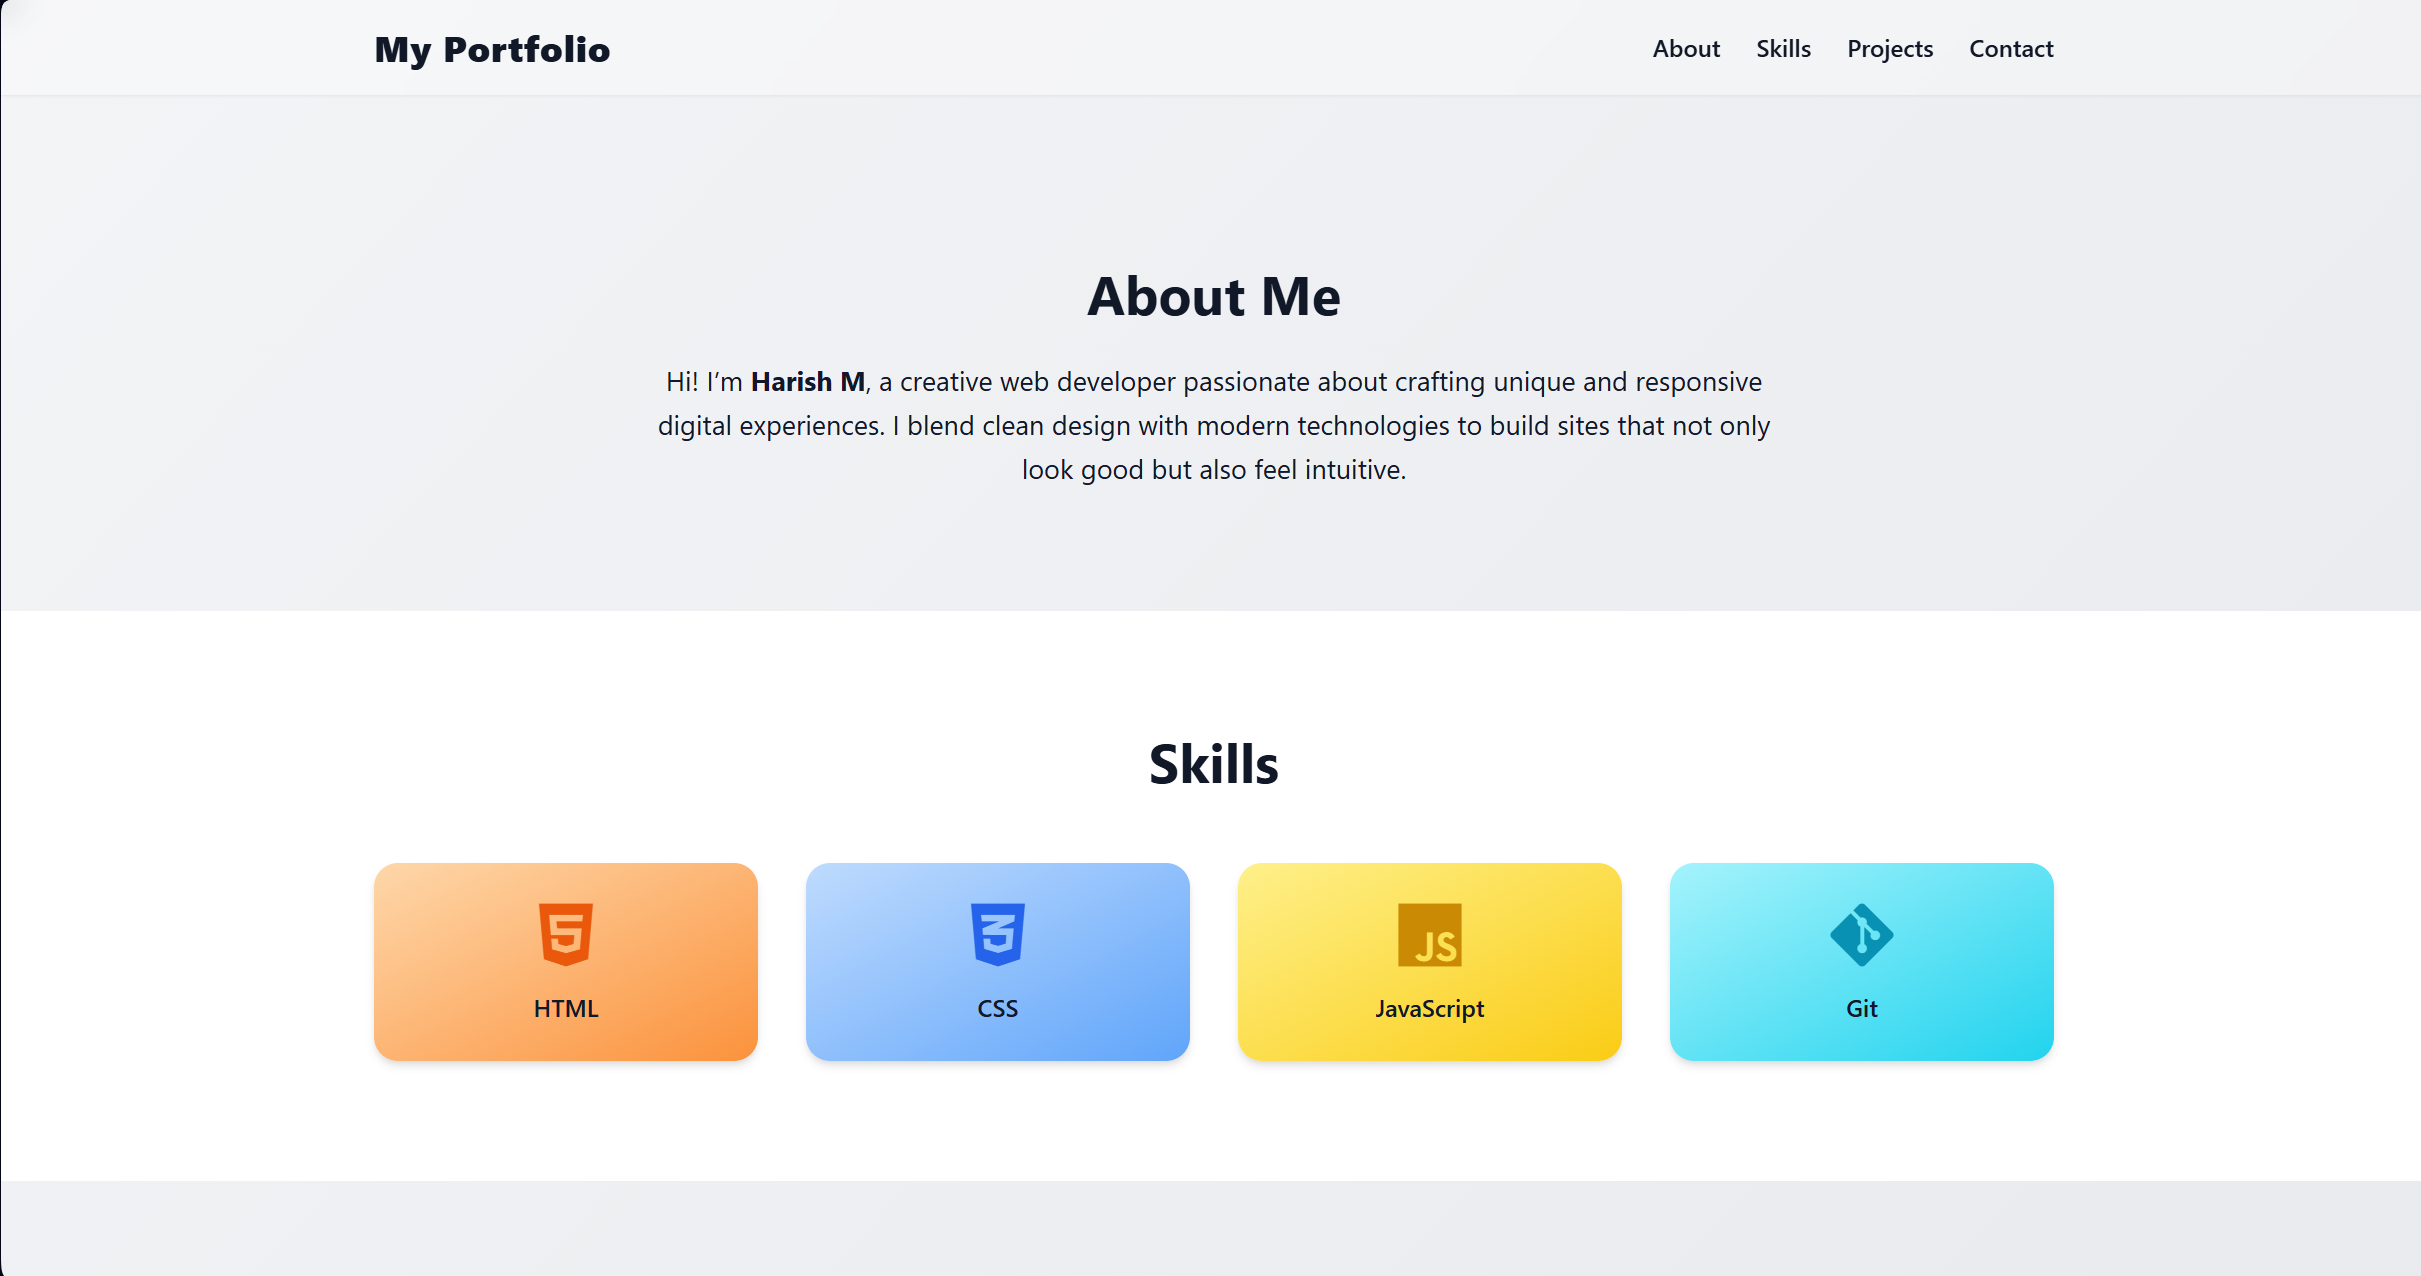 My Portfolio
About Skills Projects Contact
About Me
Hi! I’m Harish M, a creative web developer passionate about crafting unique and responsive
digital experiences. I blend clean design with modern technologies to build sites that not only
look good but also feel intuitive.
Skills
JS
HTML
CSS
JavaScript
Git